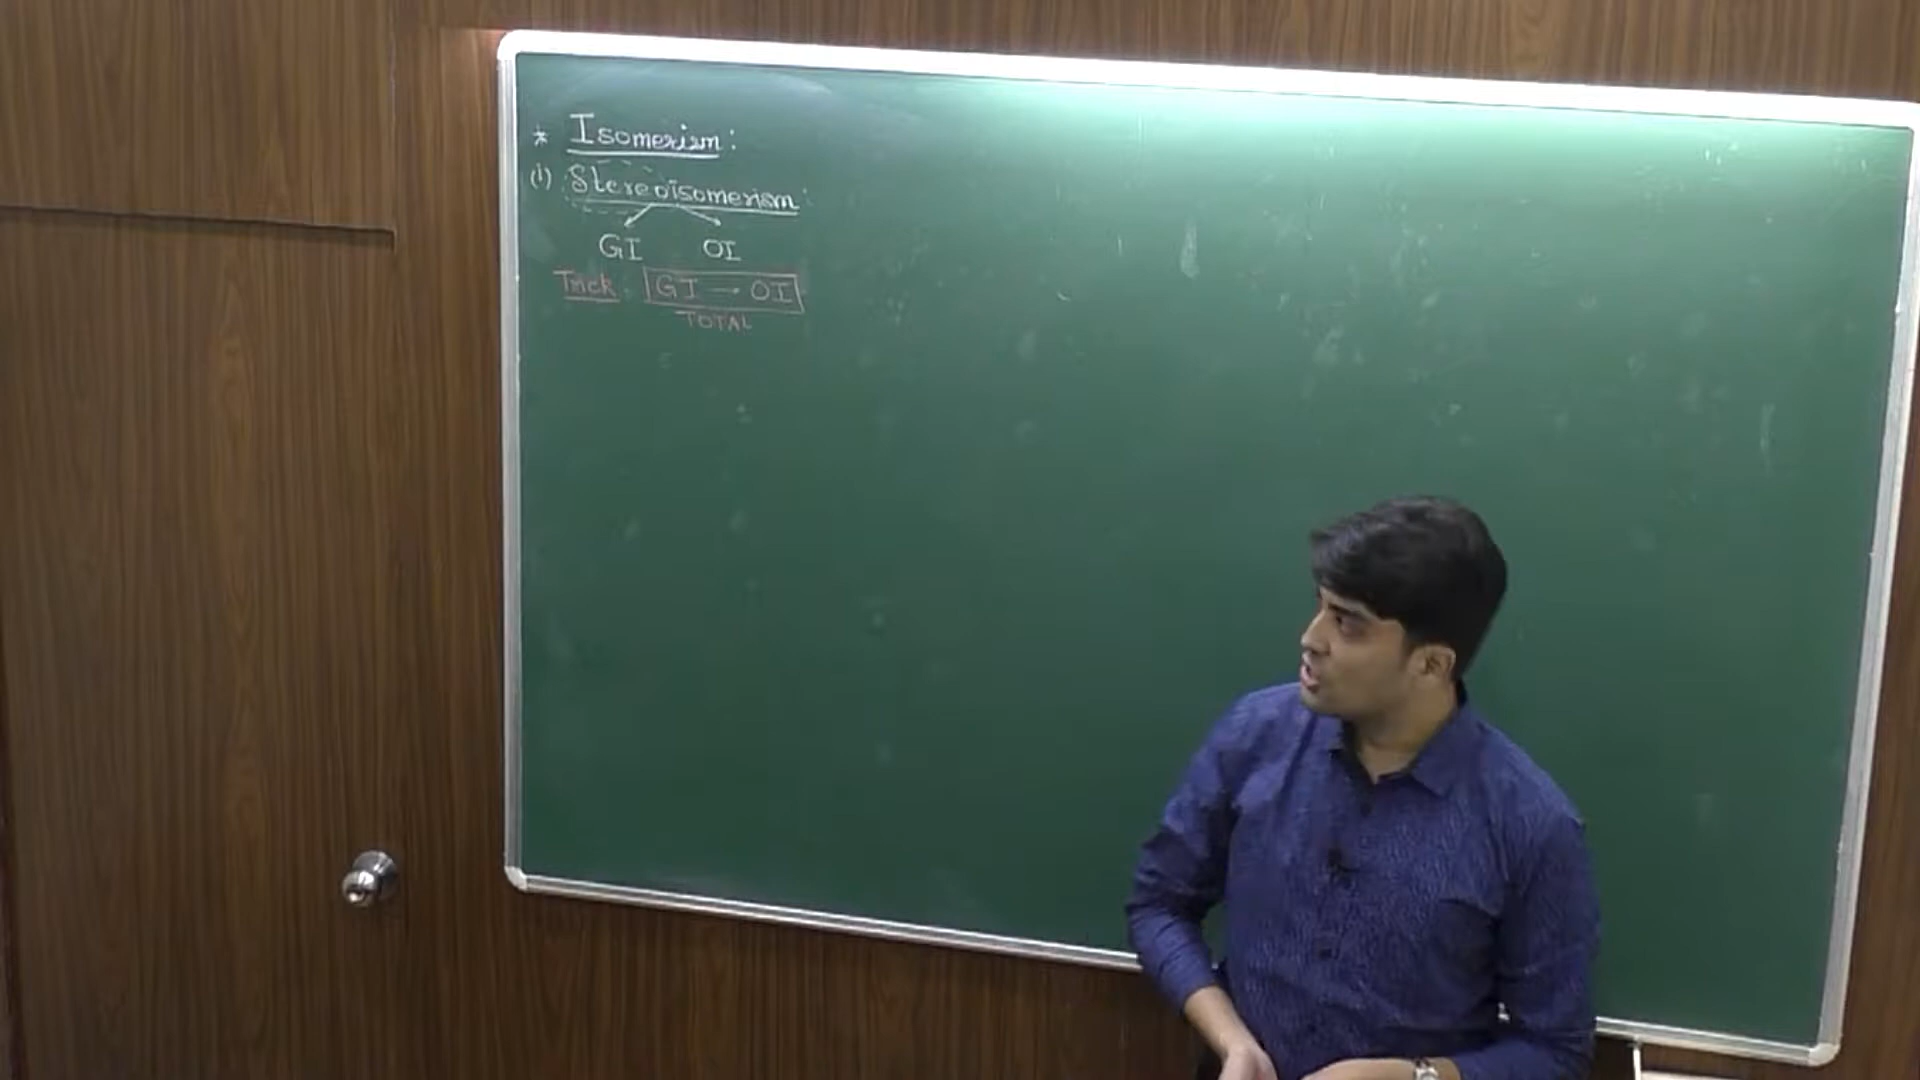 * Isomerism:
(i) Stereoisomerism:
GI OI
Trick: GI → OI
TOTAL